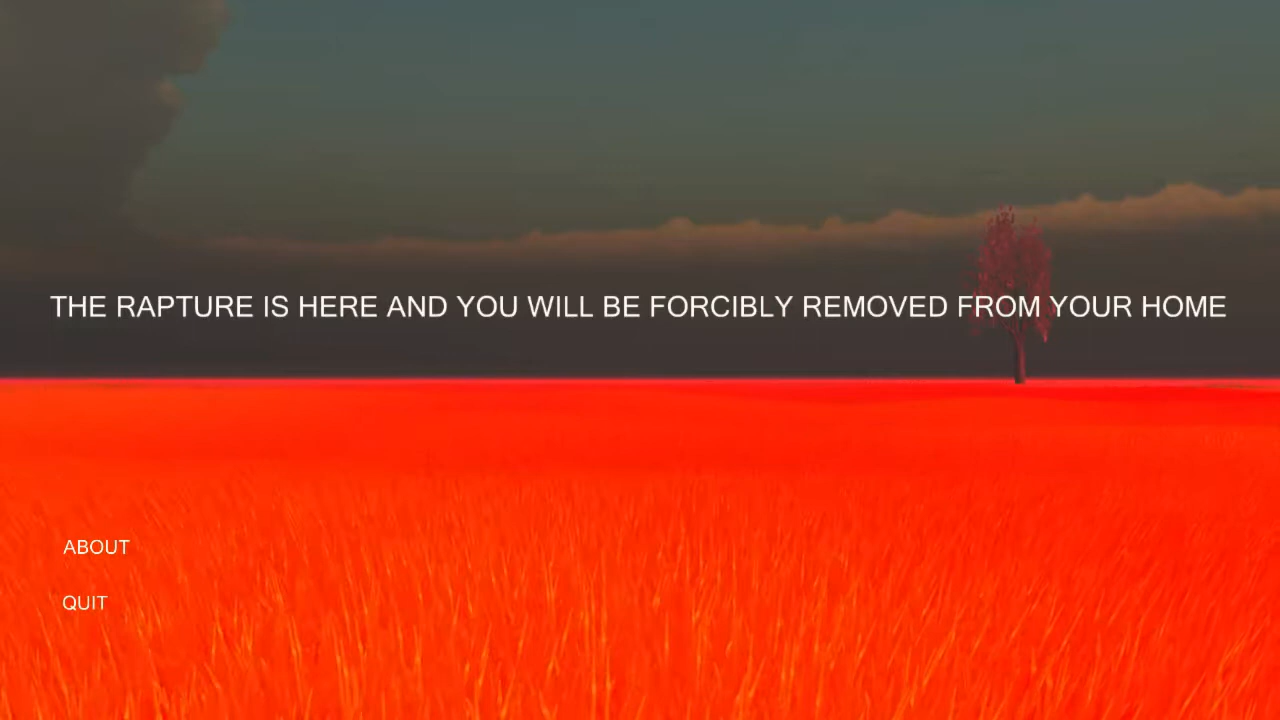 THE RAPTURE IS HERE AND YOU WILL BE FORCIBLY REMOVED FROM YOUR HOME
ABOUT
QUIT